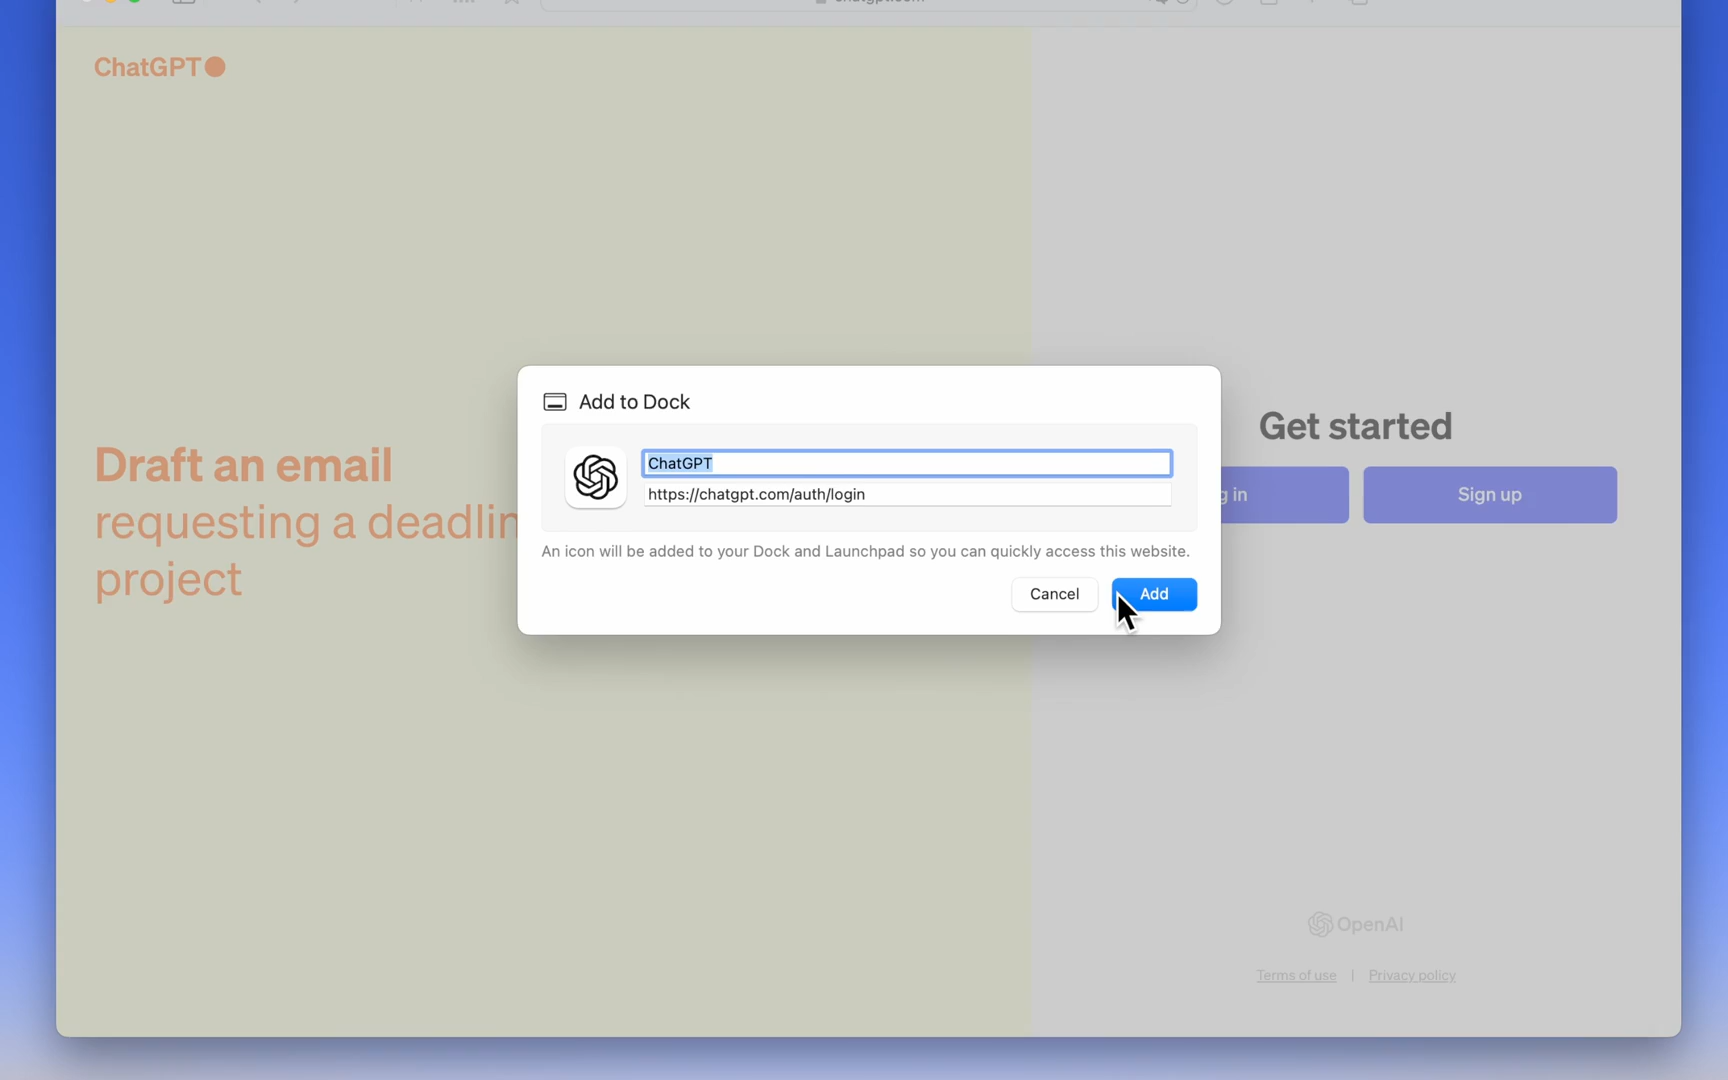 ChatGPT
Add to Dock
ChatGPT
https://chatgpt.com/auth/login
An icon will be added to your Dock and Launchpad so you can quickly access this website.
Cancel
Add
Draft an email
requesting a deadlin
project
Get started
g in
Sign up
OpenAI
Terms of use | Privacy policy